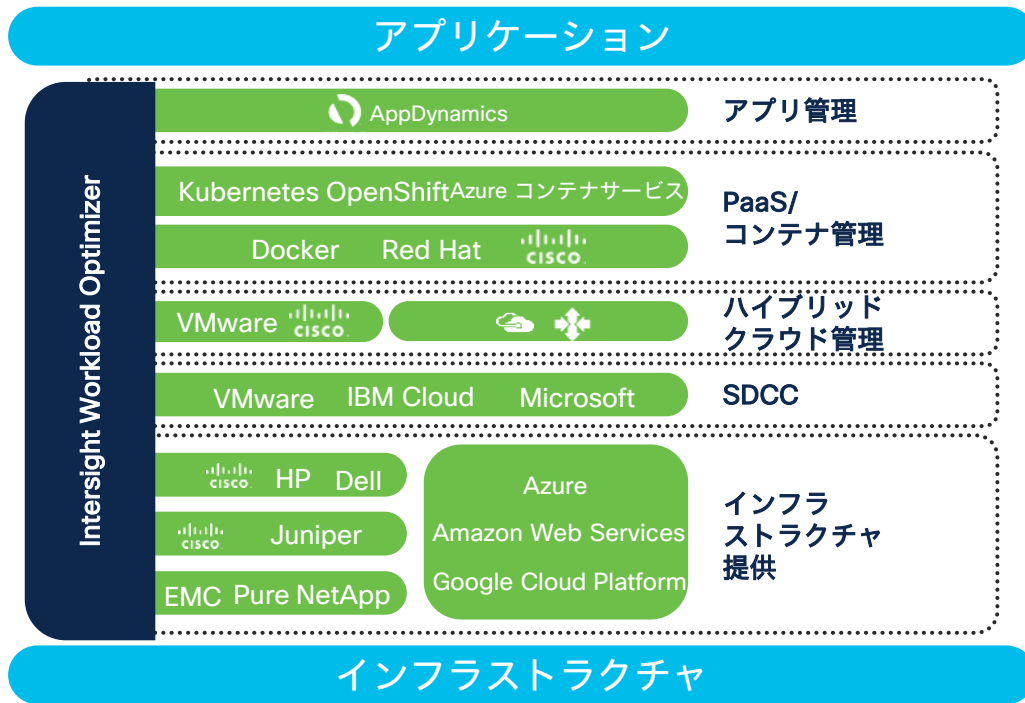 アプリケーション
Intersight Workload Optimizer
AppDynamics
アプリ管理
Kubernetes OpenShift Azure コンテナサービス
Docker Red Hat CISCO
PaaS/
コンテナ管理
VMware CISCO
ハイブリッド
クラウド管理
VMware IBM Cloud Microsoft
SDCC
CISCO HP Dell
CISCO Juniper
EMC Pure NetApp
Azure
Amazon Web Services
Google Cloud Platform
インフラ
ストラクチャ
提供
インフラストラクチャ